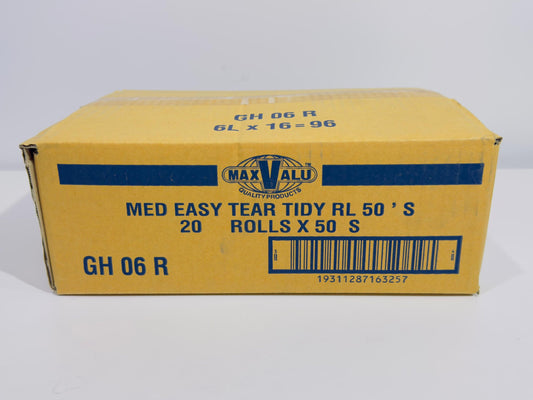 GH 06 R
6L x 16=96
MAX VALU ™
QUALITY PRODUCTS
MED EASY TEAR TIDY RL 50 ' S
20 ROLLS X 50 S
GH 06 R
19311287163257